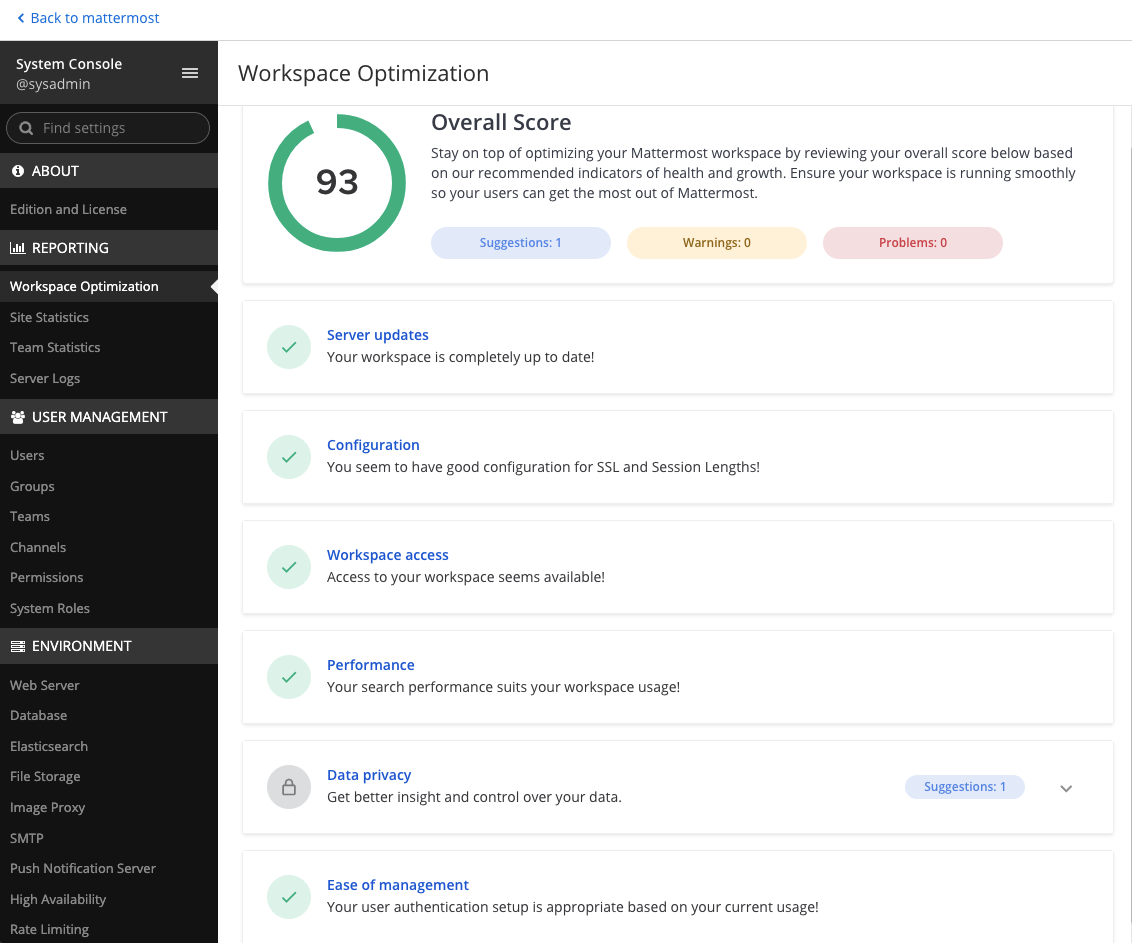 Back to mattermost
System Console
@sysadmin
Find settings
ABOUT
Edition and License
REPORTING
Workspace Optimization
Site Statistics
Team Statistics
Server Logs
USER MANAGEMENT
Users
Groups
Teams
Channels
Permissions
System Roles
ENVIRONMENT
Web Server
Database
Elasticsearch
File Storage
Image Proxy
SMTP
Push Notification Server
High Availability
Rate Limiting
Workspace Optimization
93
Overall Score
Stay on top of optimizing your Mattermost workspace by reviewing your overall score below based
on our recommended indicators of health and growth. Ensure your workspace is running smoothly
so your users can get the most out of Mattermost.
Suggestions: 1
Warnings: 0
Problems: 0
Server updates
Your workspace is completely up to date!
Configuration
You seem to have good configuration for SSL and Session Lengths!
Workspace access
Access to your workspace seems available!
Performance
Your search performance suits your workspace usage!
Data privacy
Get better insight and control over your data.
Suggestions: 1
Ease of management
Your user authentication setup is appropriate based on your current usage!